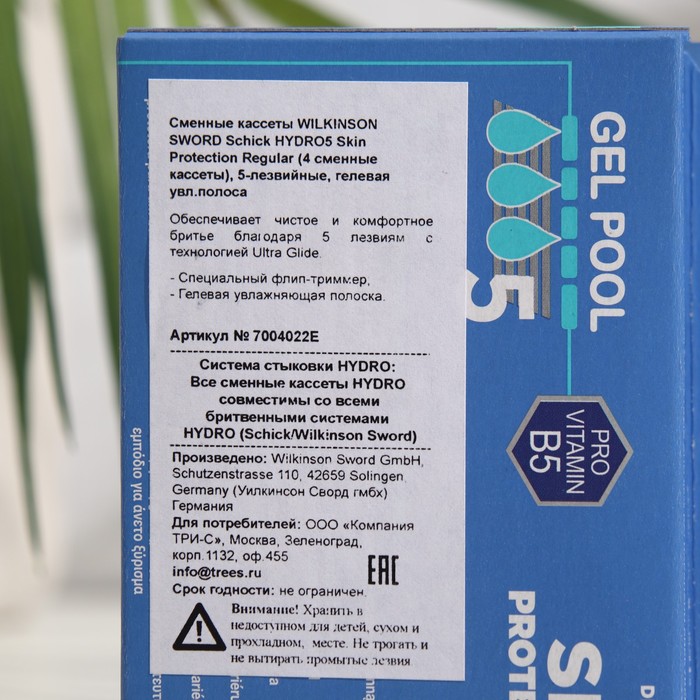 Сменные кассеты WILKINSON
SWORD Schick HYDRO5 Skin
Protection Regular (4 сменные
кассеты), 5-лезвийные, гелевая
увл.полоса
Обеспечивает чистое и комфортное
бритье благодаря 5 лезвиям с
технологией Ultra Glide.
- Специальный флип-триммер,
- Гелевая увлажняющая полоска.
Артикул № 7004022E
Система стыковки HYDRO:
Все сменные кассеты HYDRO
совместимы со всеми
бритвенными системами
HYDRO (Schick/Wilkinson Sword)
Произведено: Wilkinson Sword GmbH,
Schutzenstrasse 110, 42659 Solingen,
Germany (Уилкинсон Сворд гмбх)
Германия
Для потребителей: ООО «Компания
ТРИ-С», Москва, Зеленоград,
корп.1132, оф.455
info@trees.ru
Срок годности: не ограничен.
EAC
Внимание! Хранить в
недоступном для детей, сухом и
прохладном, месте. Не трогать и
не вытирать промытые лезвия
GEL POOL
5
PRO
VITAMIN
B5
εμπόδιο για άνετο ξύρισμα